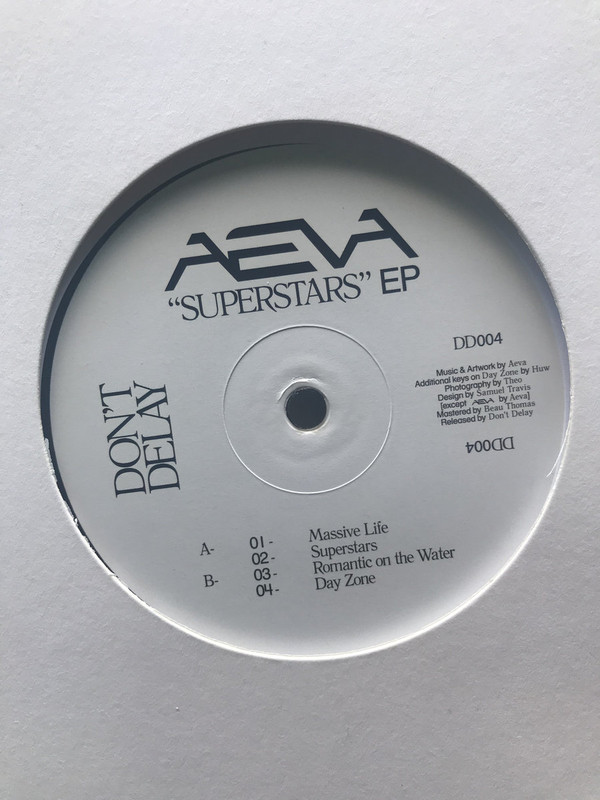 AEVA
“SUPERSTARS” EP
DD004
Music & Artwork by Aeva
Additional keys on Day Zone by Huw
Photography by Theo
Design by Samuel Travis
[except AEVA by Aeva]
Mastered by Beau Thomas
Released by Don't Delay
DD004
DON'T
DELAY
A- 01- Massive Life
02- Superstars
B- 03- Romantic on the Water
04- Day Zone